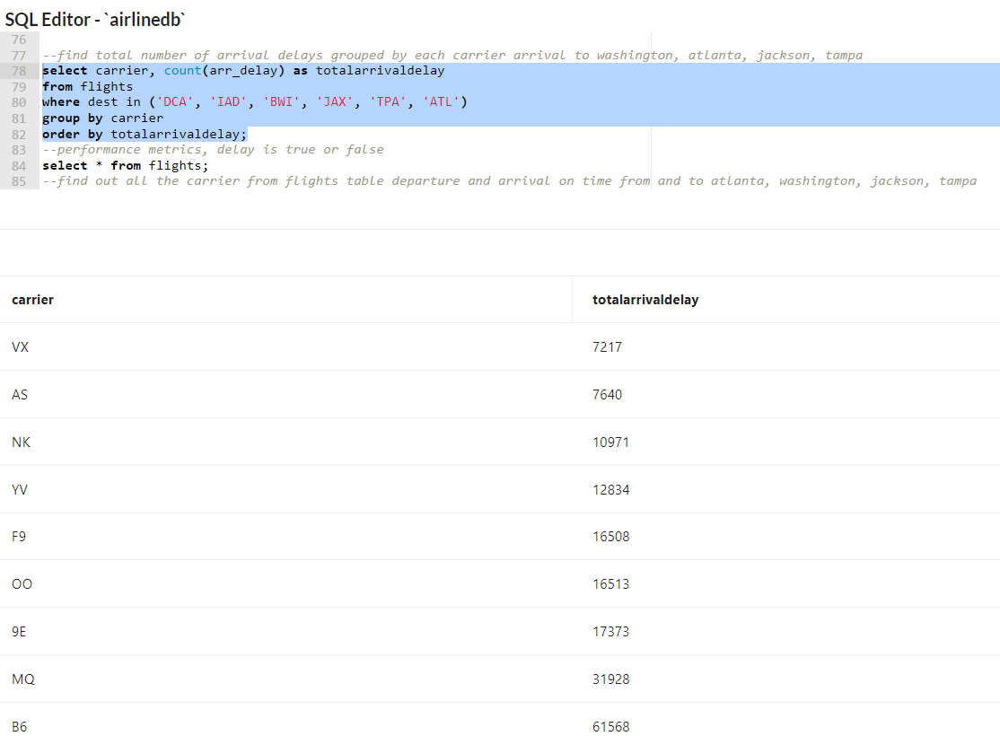 SQL Editor - `airlinedb`
76
77 --find total number of arrival delays grouped by each carrier arrival to washington, atlanta, jackson, tampa
78 select carrier, count(arr_delay) as totalarrivaldelay
79 from flights
80 where dest in ('DCA', 'IAD', 'BWI', 'JAX', 'TPA', 'ATL')
81 group by carrier
82 order by totalarrivaldelay;
83 --performance metrics, delay is true or false
84 select * from flights;
85 --find out all the carrier from flights table departure and arrival on time from and to atlanta, washington, jackson, tampa
carrier totalarrivaldelay
VX 7217
AS 7640
NK 10971
YV 12834
F9 16508
OO 16513
9E 17373
MQ 31928
B6 61568